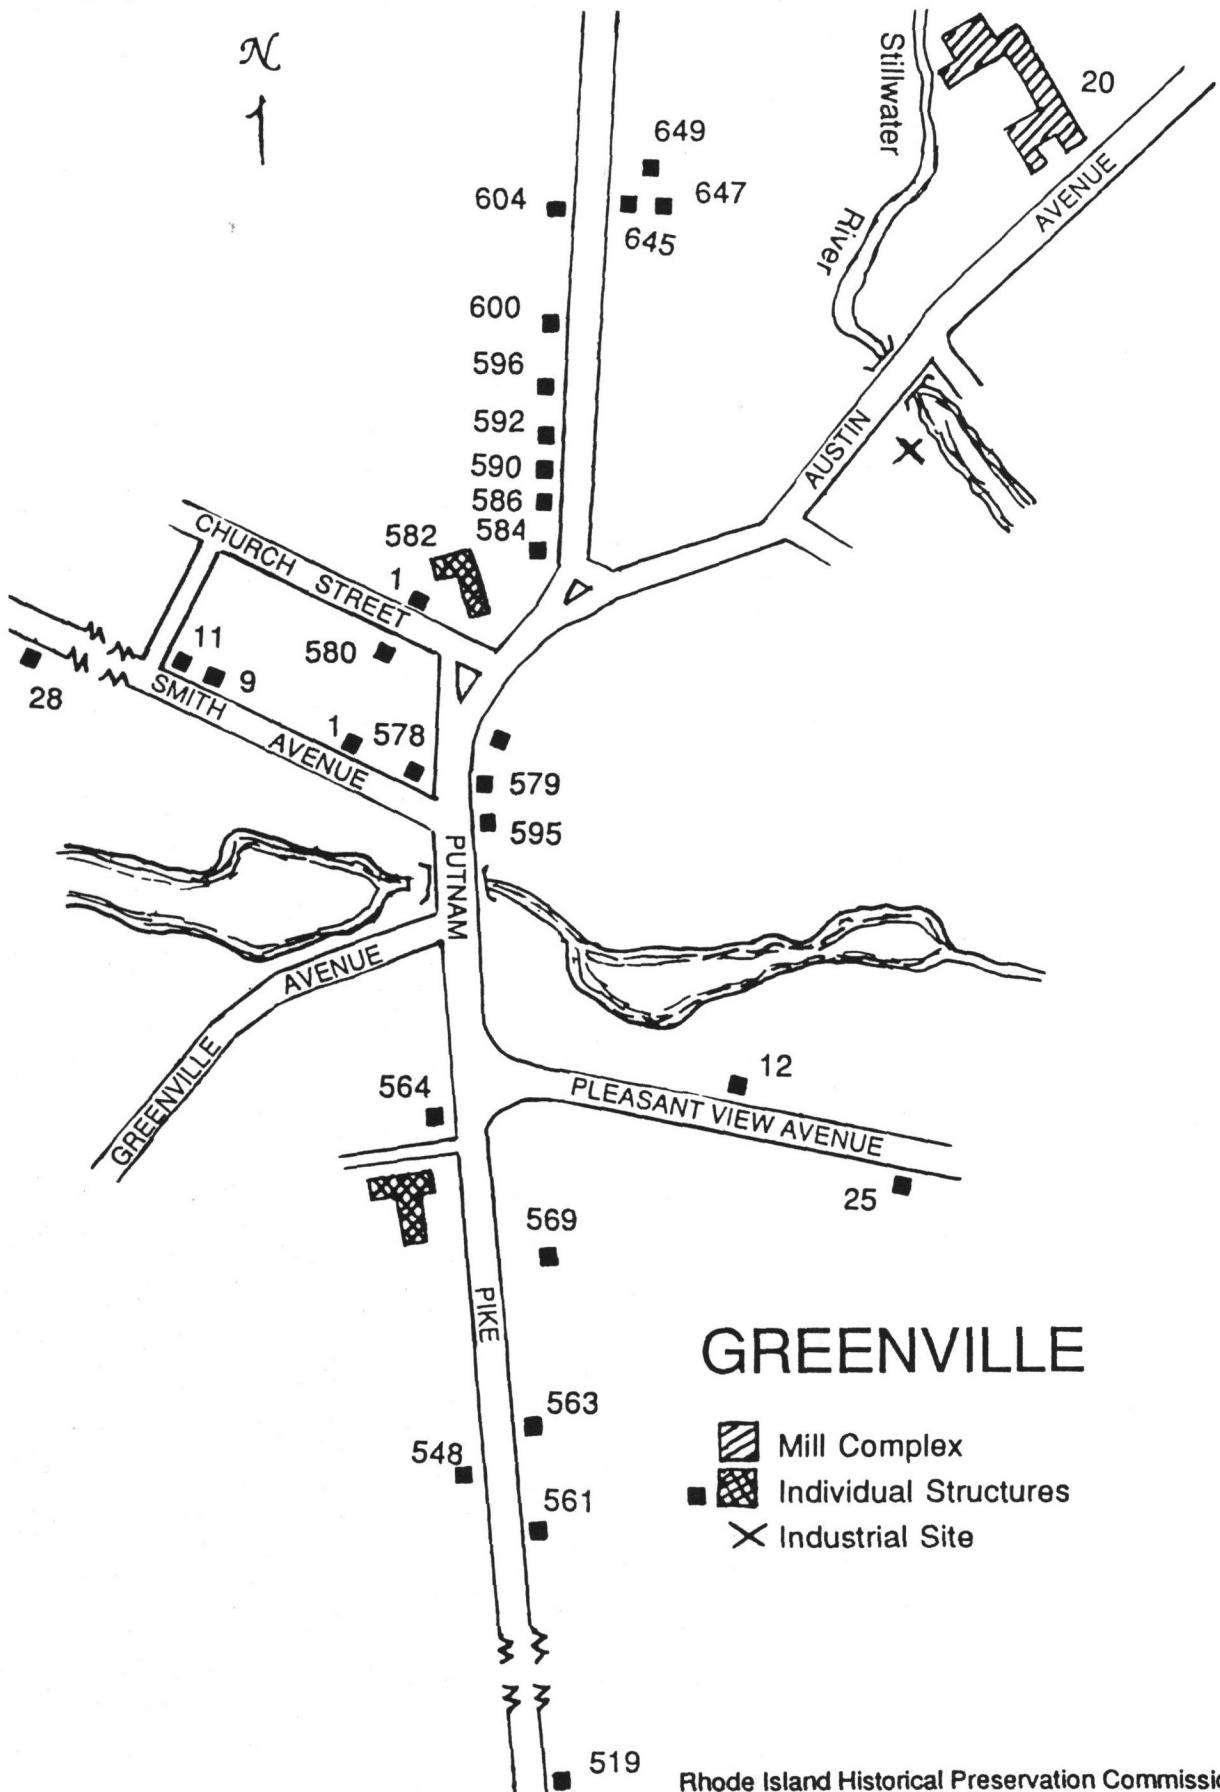 N
Stillwater
River
20
AVENUE
AUSTIN
649
604
647
645
600
596
592
590
586
584
582
CHURCH STREET
1
580
11
9
28
SMITH AVENUE
1
578
579
595
PUTNAM
AVENUE
GREENVILLE
564
12
PLEASANT VIEW AVENUE
25
569
PIKE
GREENVILLE
563
Mill Complex
548
Individual Structures
561
Industrial Site
519
Rhode Island Historical Preservation Commissi